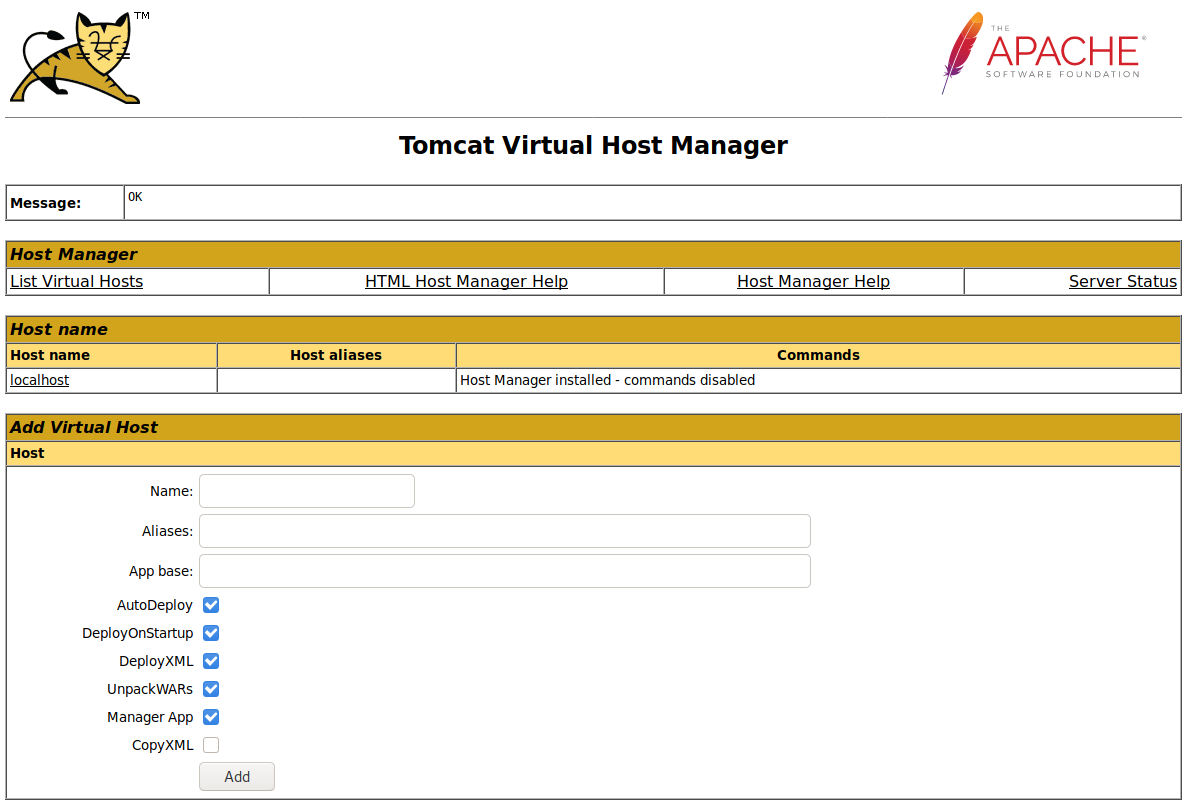 TM
THE
APACHE®
SOFTWARE FOUNDATION
Tomcat Virtual Host Manager
Message: OK
Host Manager
List Virtual Hosts HTML Host Manager Help Host Manager Help Server Status
Host name
Host name Host aliases Commands
localhost Host Manager installed - commands disabled
Add Virtual Host
Host
Name:
Aliases:
App base:
AutoDeploy
DeployOnStartup
DeployXML
UnpackWARs
Manager App
CopyXML
Add